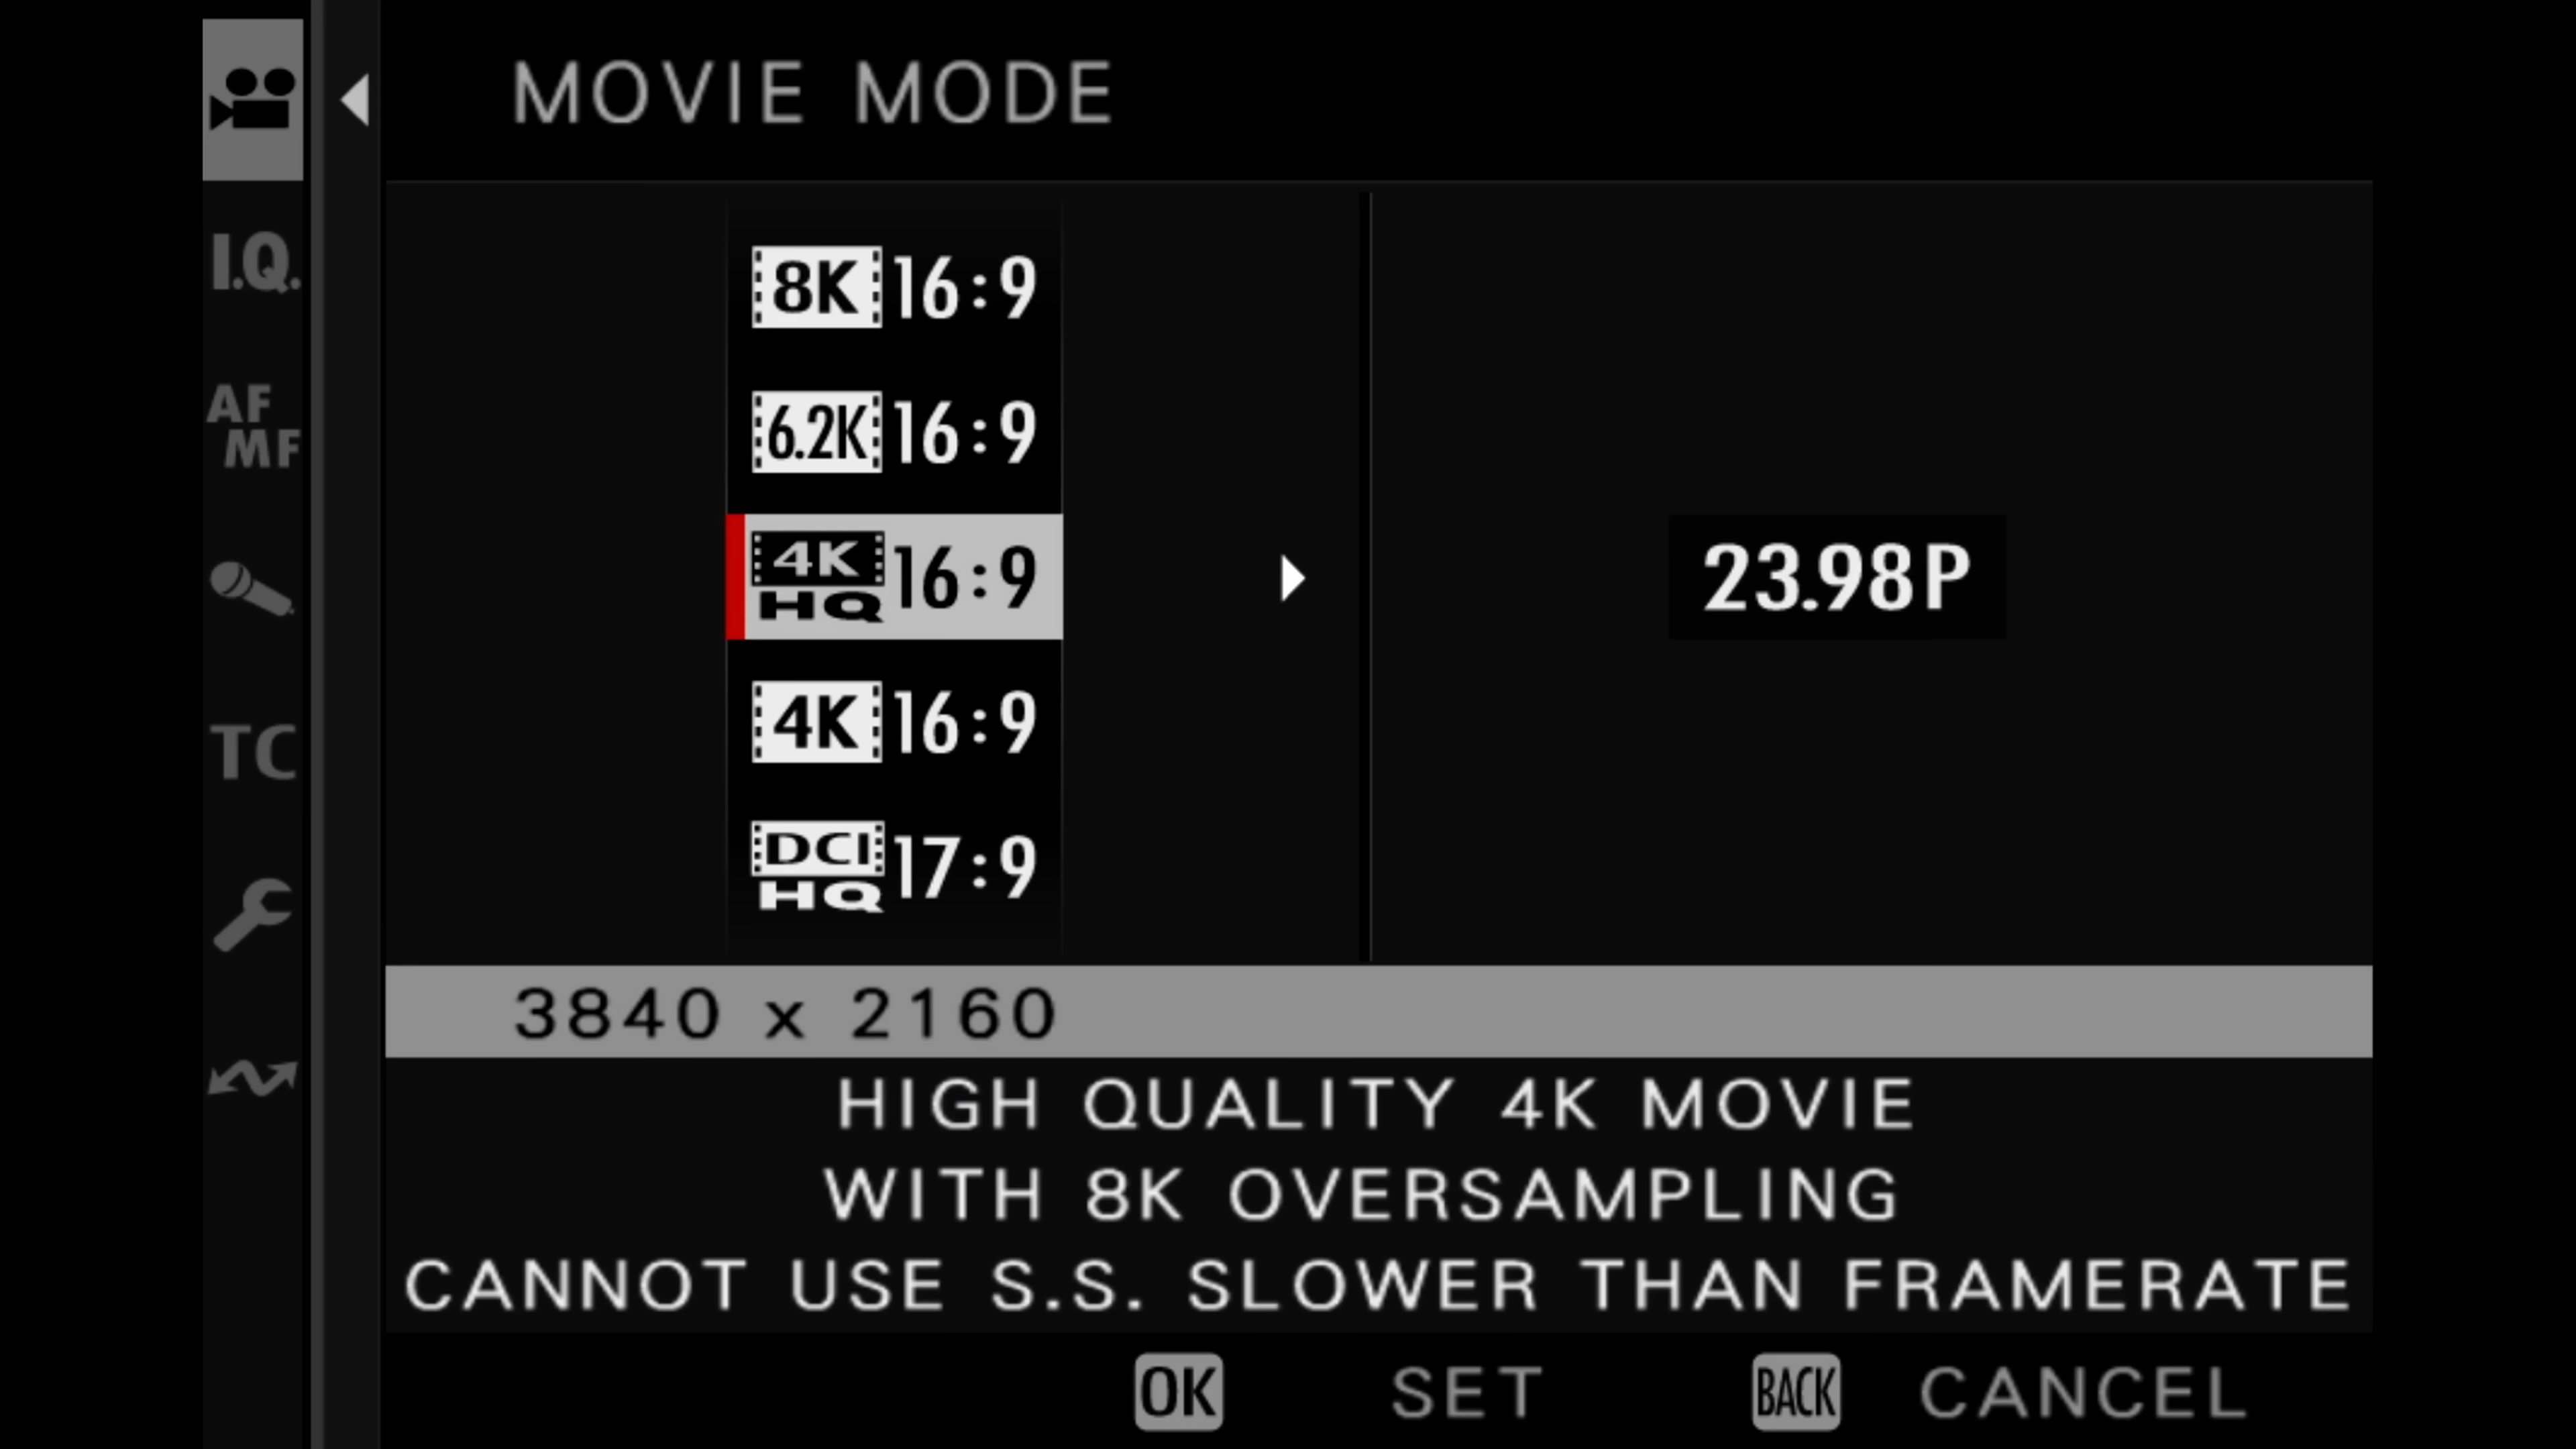 MOVIE MODE
I.Q.
AF
MF
TC
8K 16:9
6.2K 16:9
4K HQ 16:9
4K 16:9
DCI HQ 17:9
23.98P
3840 x 2160
HIGH QUALITY 4K MOVIE
WITH 8K OVERSAMPLING
CANNOT USE S.S. SLOWER THAN FRAMERATE
OK SET BACK CANCEL